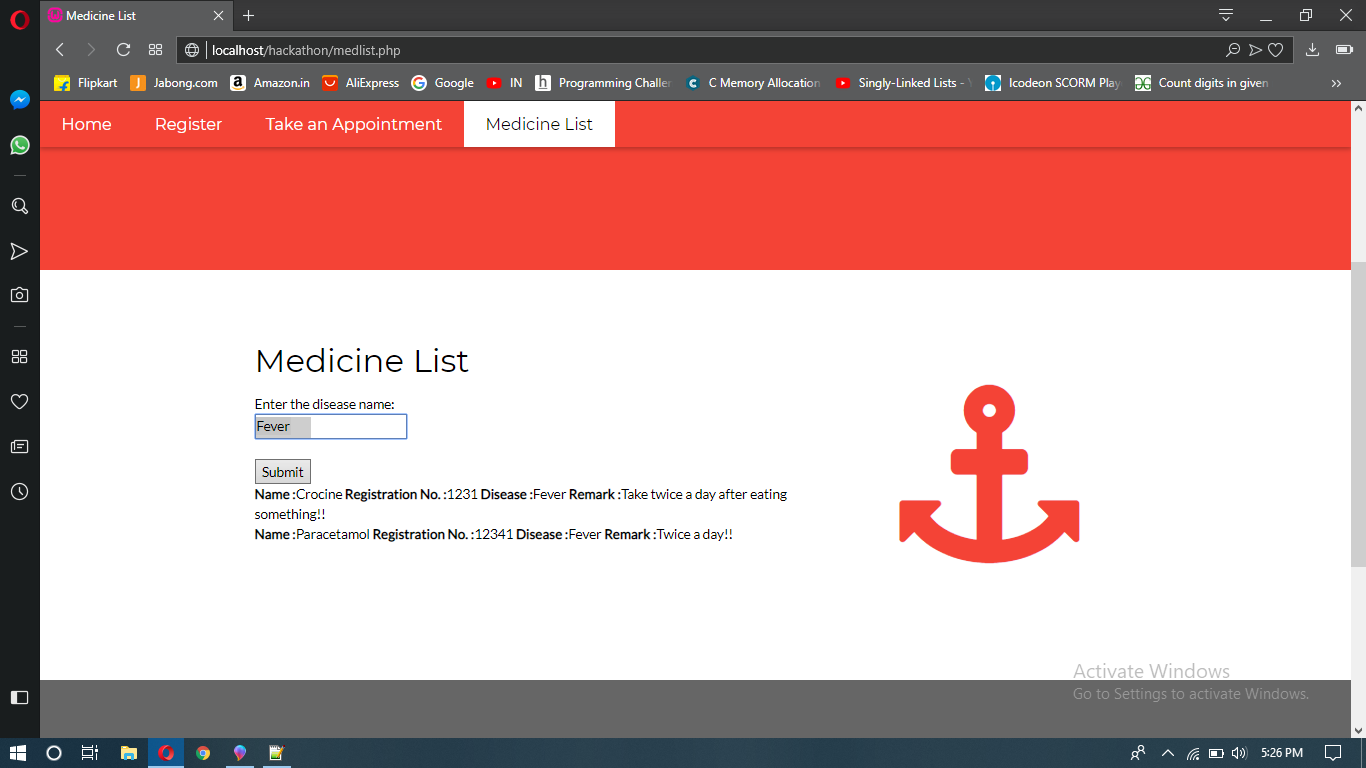 Medicine List
localhost/hackathon/medlist.php
Flipkart Jabong.com Amazon.in AliExpress Google IN Programming Challe C Memory Allocation Singly-Linked Lists - Icodeon SCORM Play Count digits in given
Home Register Take an Appointment Medicine List
Medicine List
Enter the disease name:
Fever
Submit
Name :Crocine Registration No. :1231 Disease :Fever Remark :Take twice a day after eating
something!!
Name :Paracetamol Registration No. :12341 Disease :Fever Remark :Twice a day!!
Activate Windows
Go to Settings to activate Windows.
5:26 PM